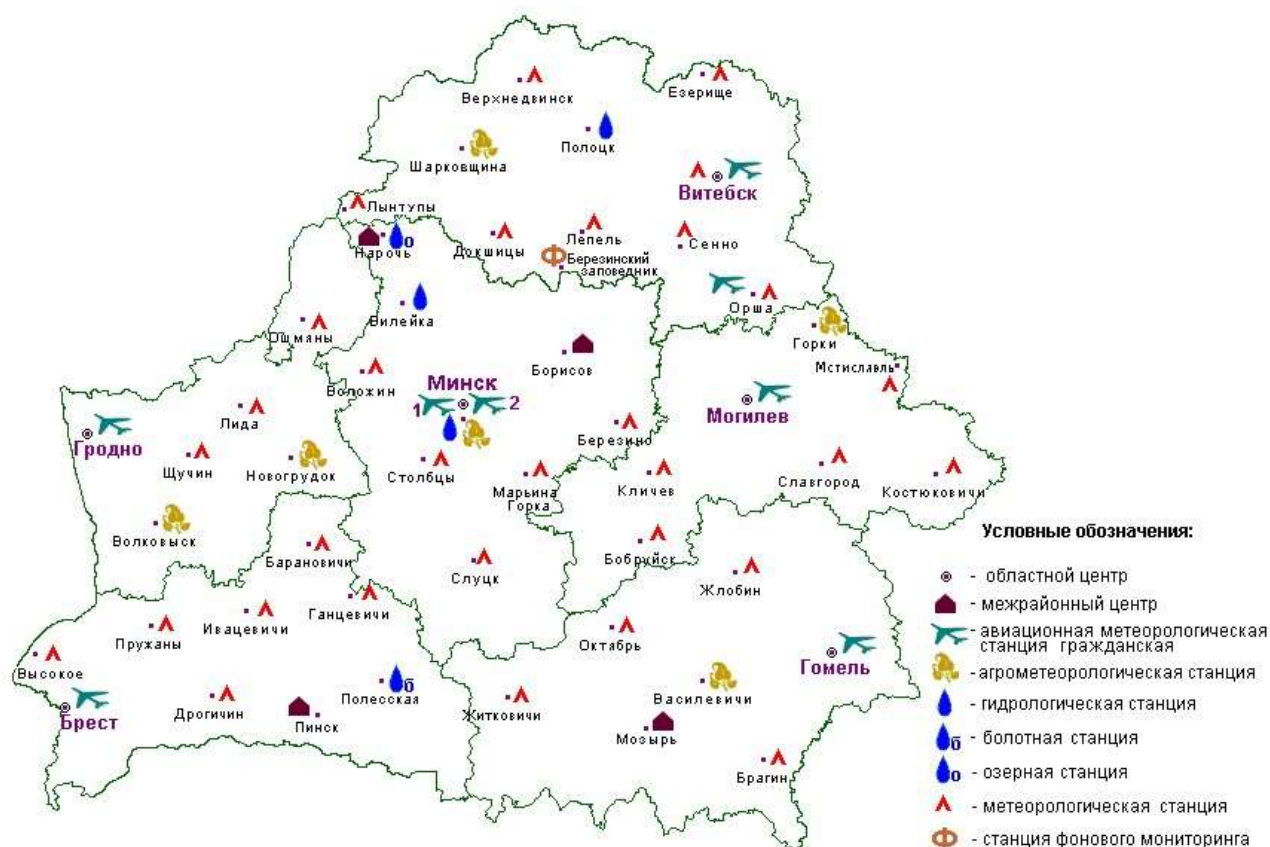 Верхнедвинск
Езерище
Полоцк
Шарковщина
Витебск
Лынтупы
о
Нарочь
Докшицы
Лепель
Сенно
Березинский
заповедник
Орша
Вилейка
Ошмяны
Горки
Борисов
Мстиславль
Воложин
Минск
1
2
Могилев
Лида
Гродно
Березино
Щучин
Новогрудок
Столбцы
Марьина
Горка
Кличев
Славгород
Костюковичи
Волковыск
Барановичи
Слуцк
Бобруйск
Жлобин
Ганцевичи
Ивацевичи
Пружаны
Октябрь
Гомель
Высокое
б
Полесская
Василевичи
Брест
Дрогичин
Пинск
Житковичи
Мозырь
Брагин
Условные обозначения:
- областной центр
- межрайонный центр
- авиационная метеорологическая
станция гражданская
- агрометеорологическая станция
- гидрологическая станция
б - болотная станция
о - озерная станция
- метеорологическая станция
- станция фонового мониторинга